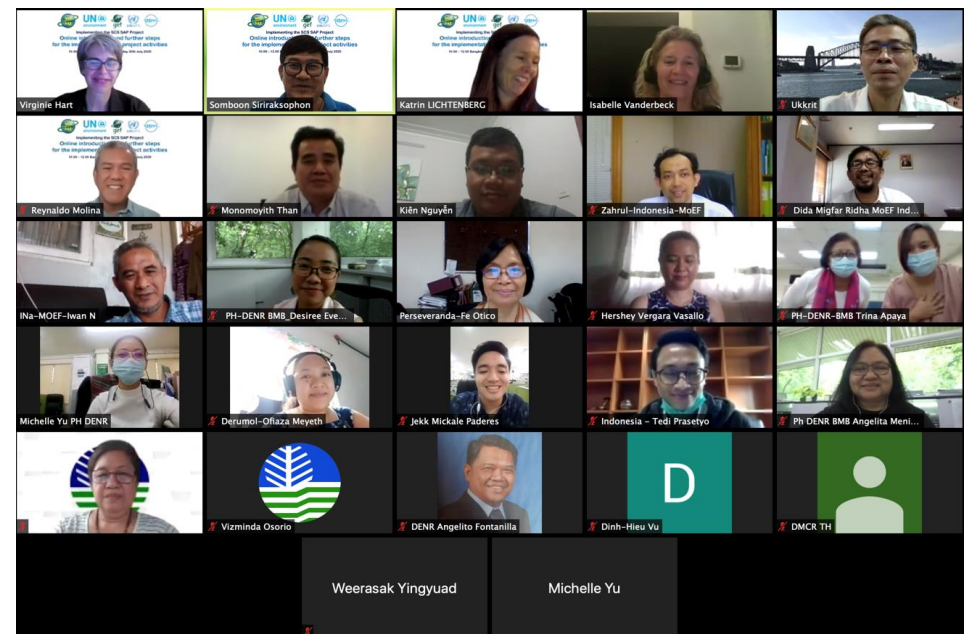 UN environment gef
Implementing the SCS SAP Project
Online introduction and further steps
for the implementation project activities
Virginie Hart
Somboon Siriraksophon
Katrin LICHTENBERG
Isabelle Vanderbeck
Ukkrit
Reynaldo Molina
Monomoyith Than
Kiên Nguyễn
Zahrul-Indonesia-MoEF
Dida Migfar Ridha MoEF Ind...
INa-MOEF-Iwan N
PH-DENR BMB_Desiree Eve...
Perseveranda-Fe Otico
Hershey Vergara Vasallo
PH-DENR-BMB Trina Apaya
Michelle Yu PH DENR
Derumol-Ofiaza Meyeth
Jekk Mickale Paderes
Indonesia - Tedi Prasetyo
Ph DENR BMB Angelita Meni...
Vizminda Osorio
DENR Angelito Fontanilla
D
Dinh-Hieu Vu
DMCR TH
Weerasak Yingyuad
Michelle Yu